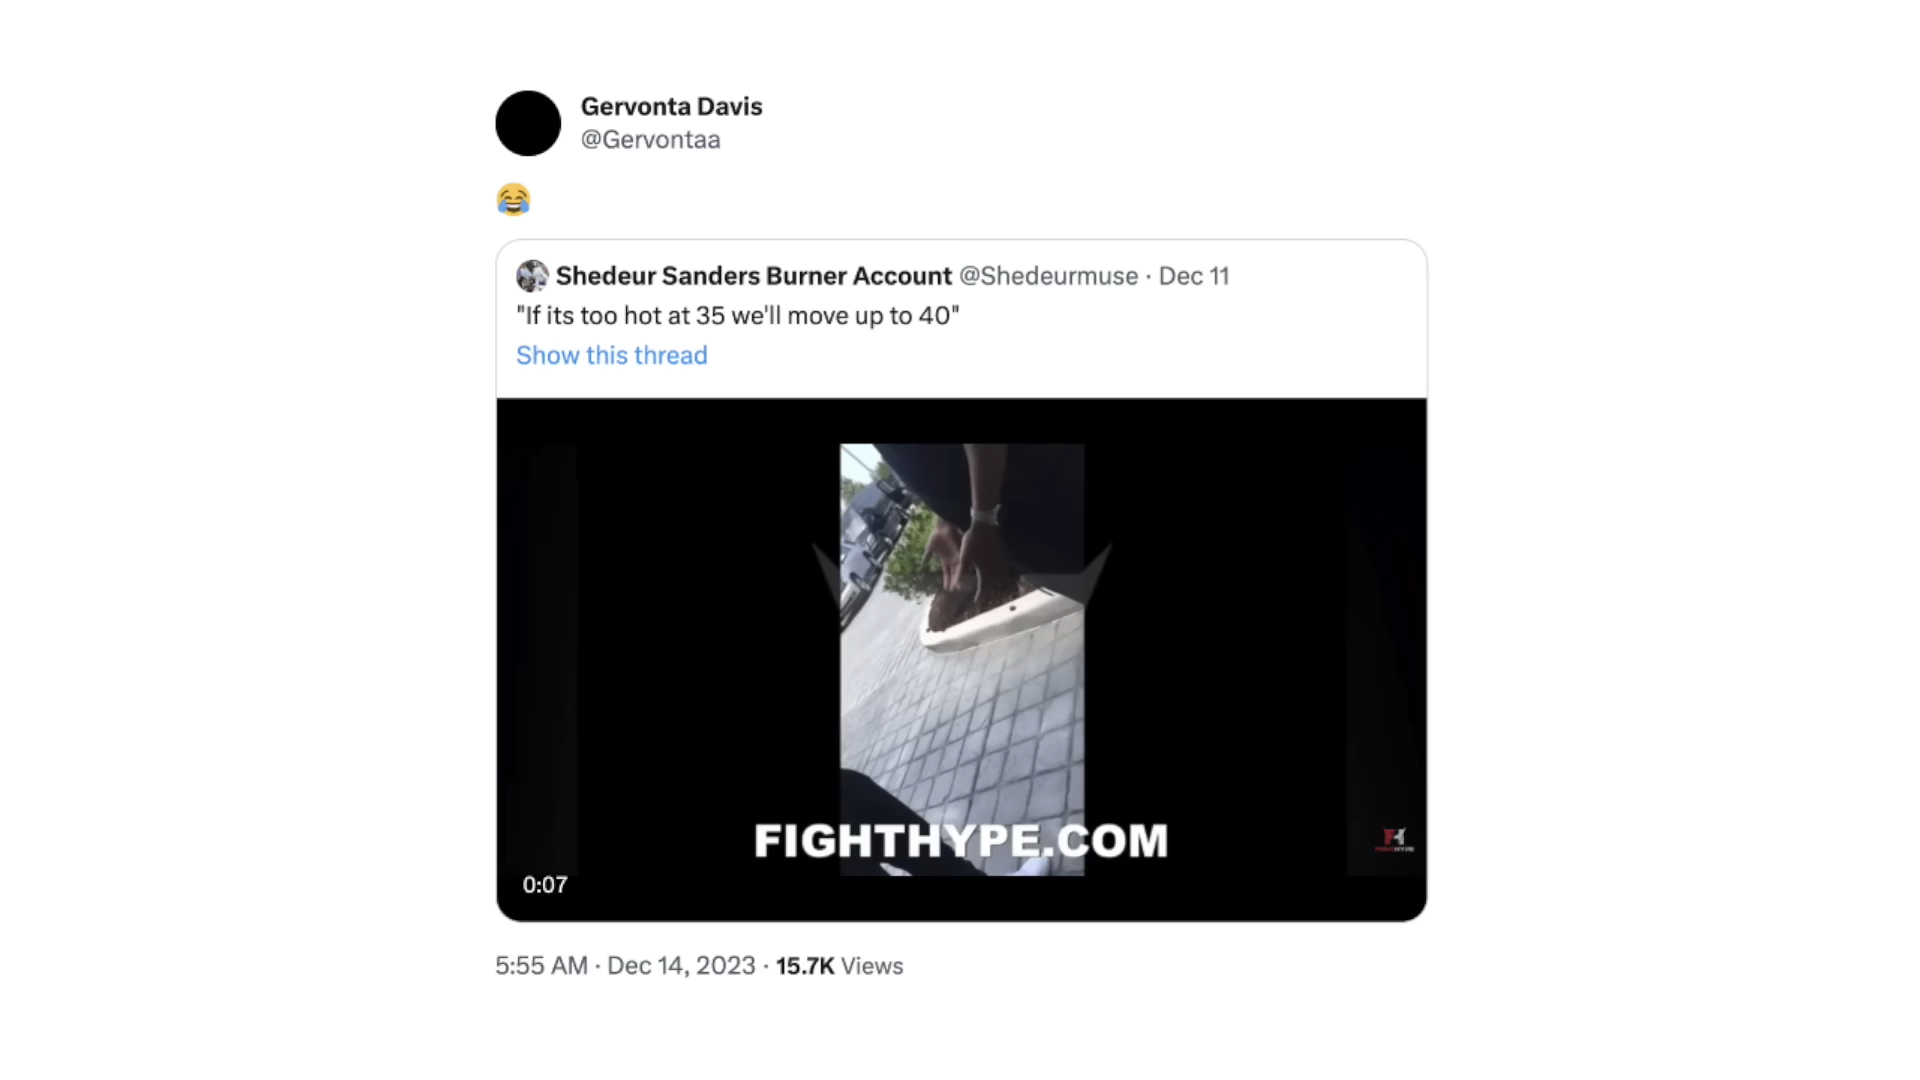 Gervonta Davis
@Gervontaa
😂
Shedeur Sanders Burner Account @Shedeurmuse · Dec 11
"If its too hot at 35 we'll move up to 40"
Show this thread
FIGHTHYPE.COM
FIGHTHYPE
0:07
5:55 AM · Dec 14, 2023 · 15.7K Views